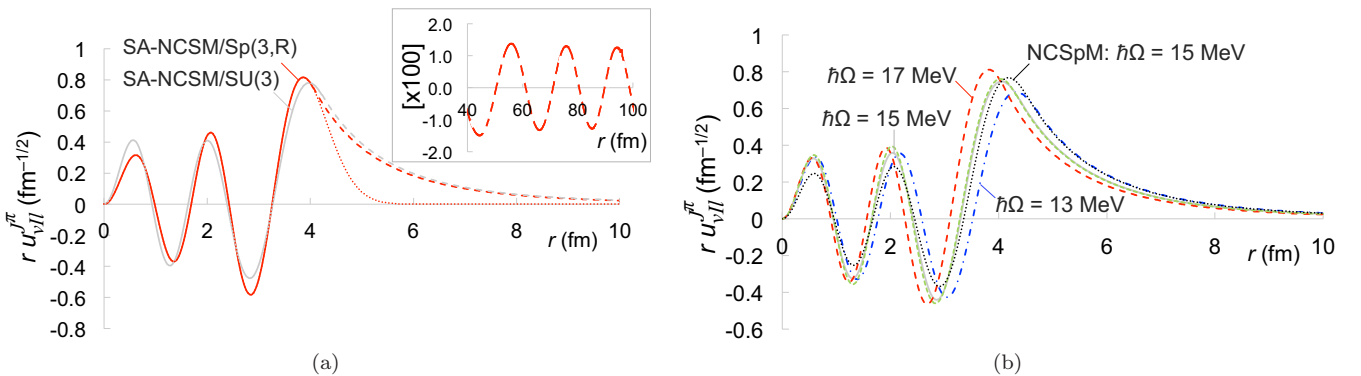 SA-NCSM/Sp(3,R)
SA-NCSM/SU(3)
r u_{νIl}^{J^π} (fm^{−1/2})
1
0.8
0.6
0.4
0.2
0
-0.2
-0.4
-0.6
-0.8
0 2 4 6 8 10
r (fm)
[x100]
2.0
1.0
0.0
-1.0
-2.0
40 60 80 100
r (fm)
(a)
NCSpM: ℏΩ = 15 MeV
ℏΩ = 17 MeV
ℏΩ = 15 MeV
ℏΩ = 13 MeV
r u_{νIl}^{J^π} (fm^{−1/2})
1
0.8
0.6
0.4
0.2
0
-0.2
-0.4
-0.6
0 2 4 6 8 10
r (fm)
(b)